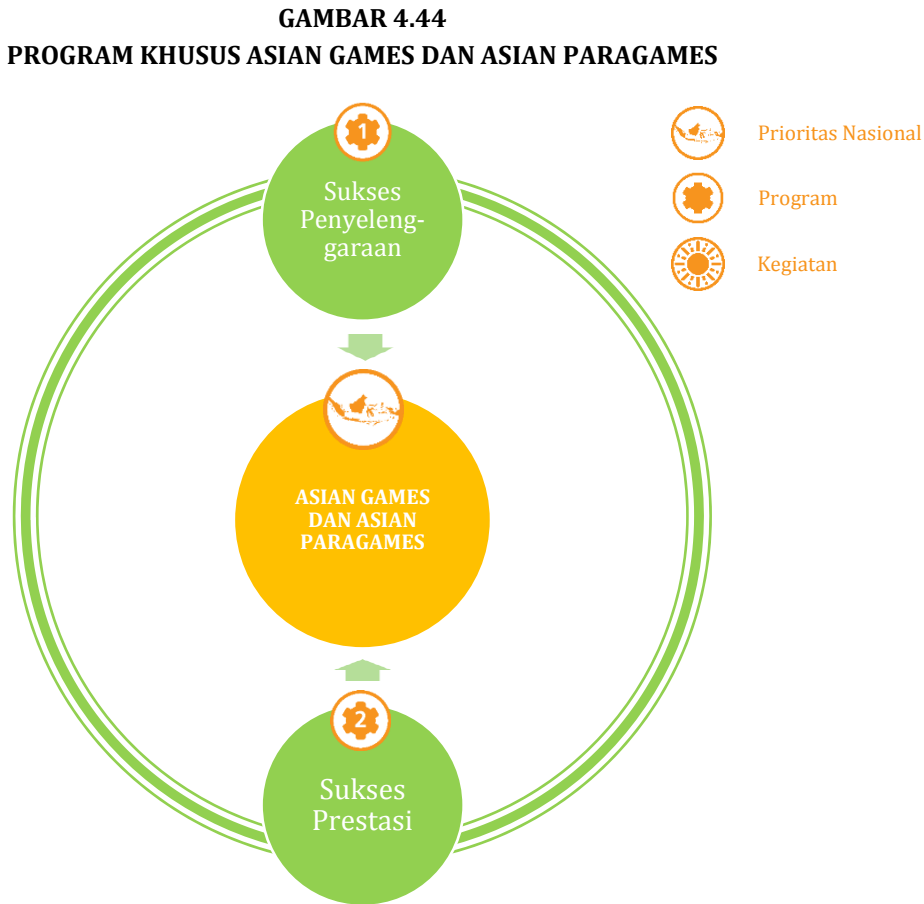 GAMBAR 4.44
PROGRAM KHUSUS ASIAN GAMES DAN ASIAN PARAGAMES
1
Sukses
Penyeleng-
garaan
Prioritas Nasional
Program
Kegiatan
ASIAN GAMES
DAN ASIAN
PARAGAMES
2
Sukses
Prestasi